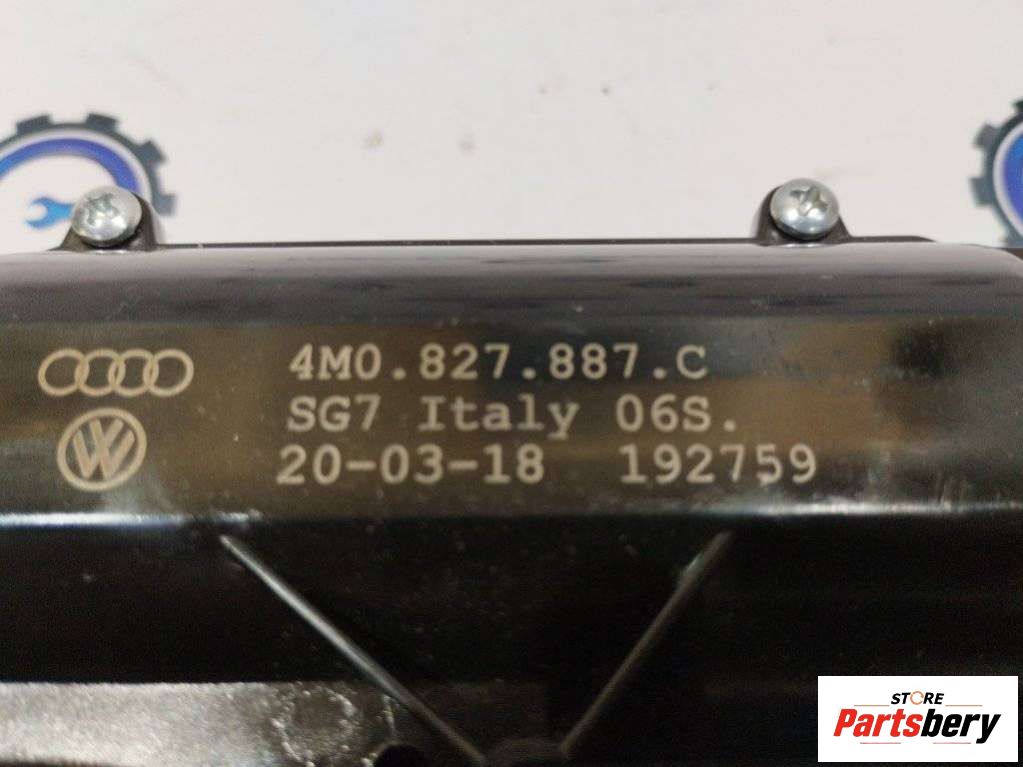 4M0.827.887.C
SG7 Italy 06S.
20-03-18 192759
STORE
Partsbery